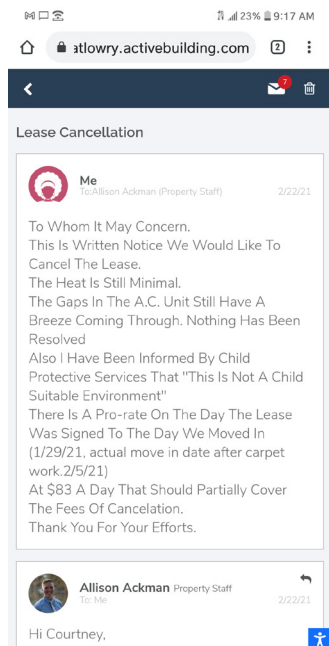 23% 9:17 AM
atlowry.activebuilding.com 2
7
Lease Cancellation
Me
To:Allison Ackman (Property Staff) 2/22/21
To Whom It May Concern.
This Is Written Notice We Would Like To
Cancel The Lease.
The Heat Is Still Minimal.
The Gaps In The A.C. Unit Still Have A
Breeze Coming Through. Nothing Has Been
Resolved
Also I Have Been Informed By Child
Protective Services That "This Is Not A Child
Suitable Environment"
There Is A Pro-rate On The Day The Lease
Was Signed To The Day We Moved In
(1/29/21, actual move in date after carpet
work.2/5/21)
At $83 A Day That Should Partially Cover
The Fees Of Cancelation.
Thank You For Your Efforts.
Allison Ackman Property Staff
To: Me 2/22/21
Hi Courtney,